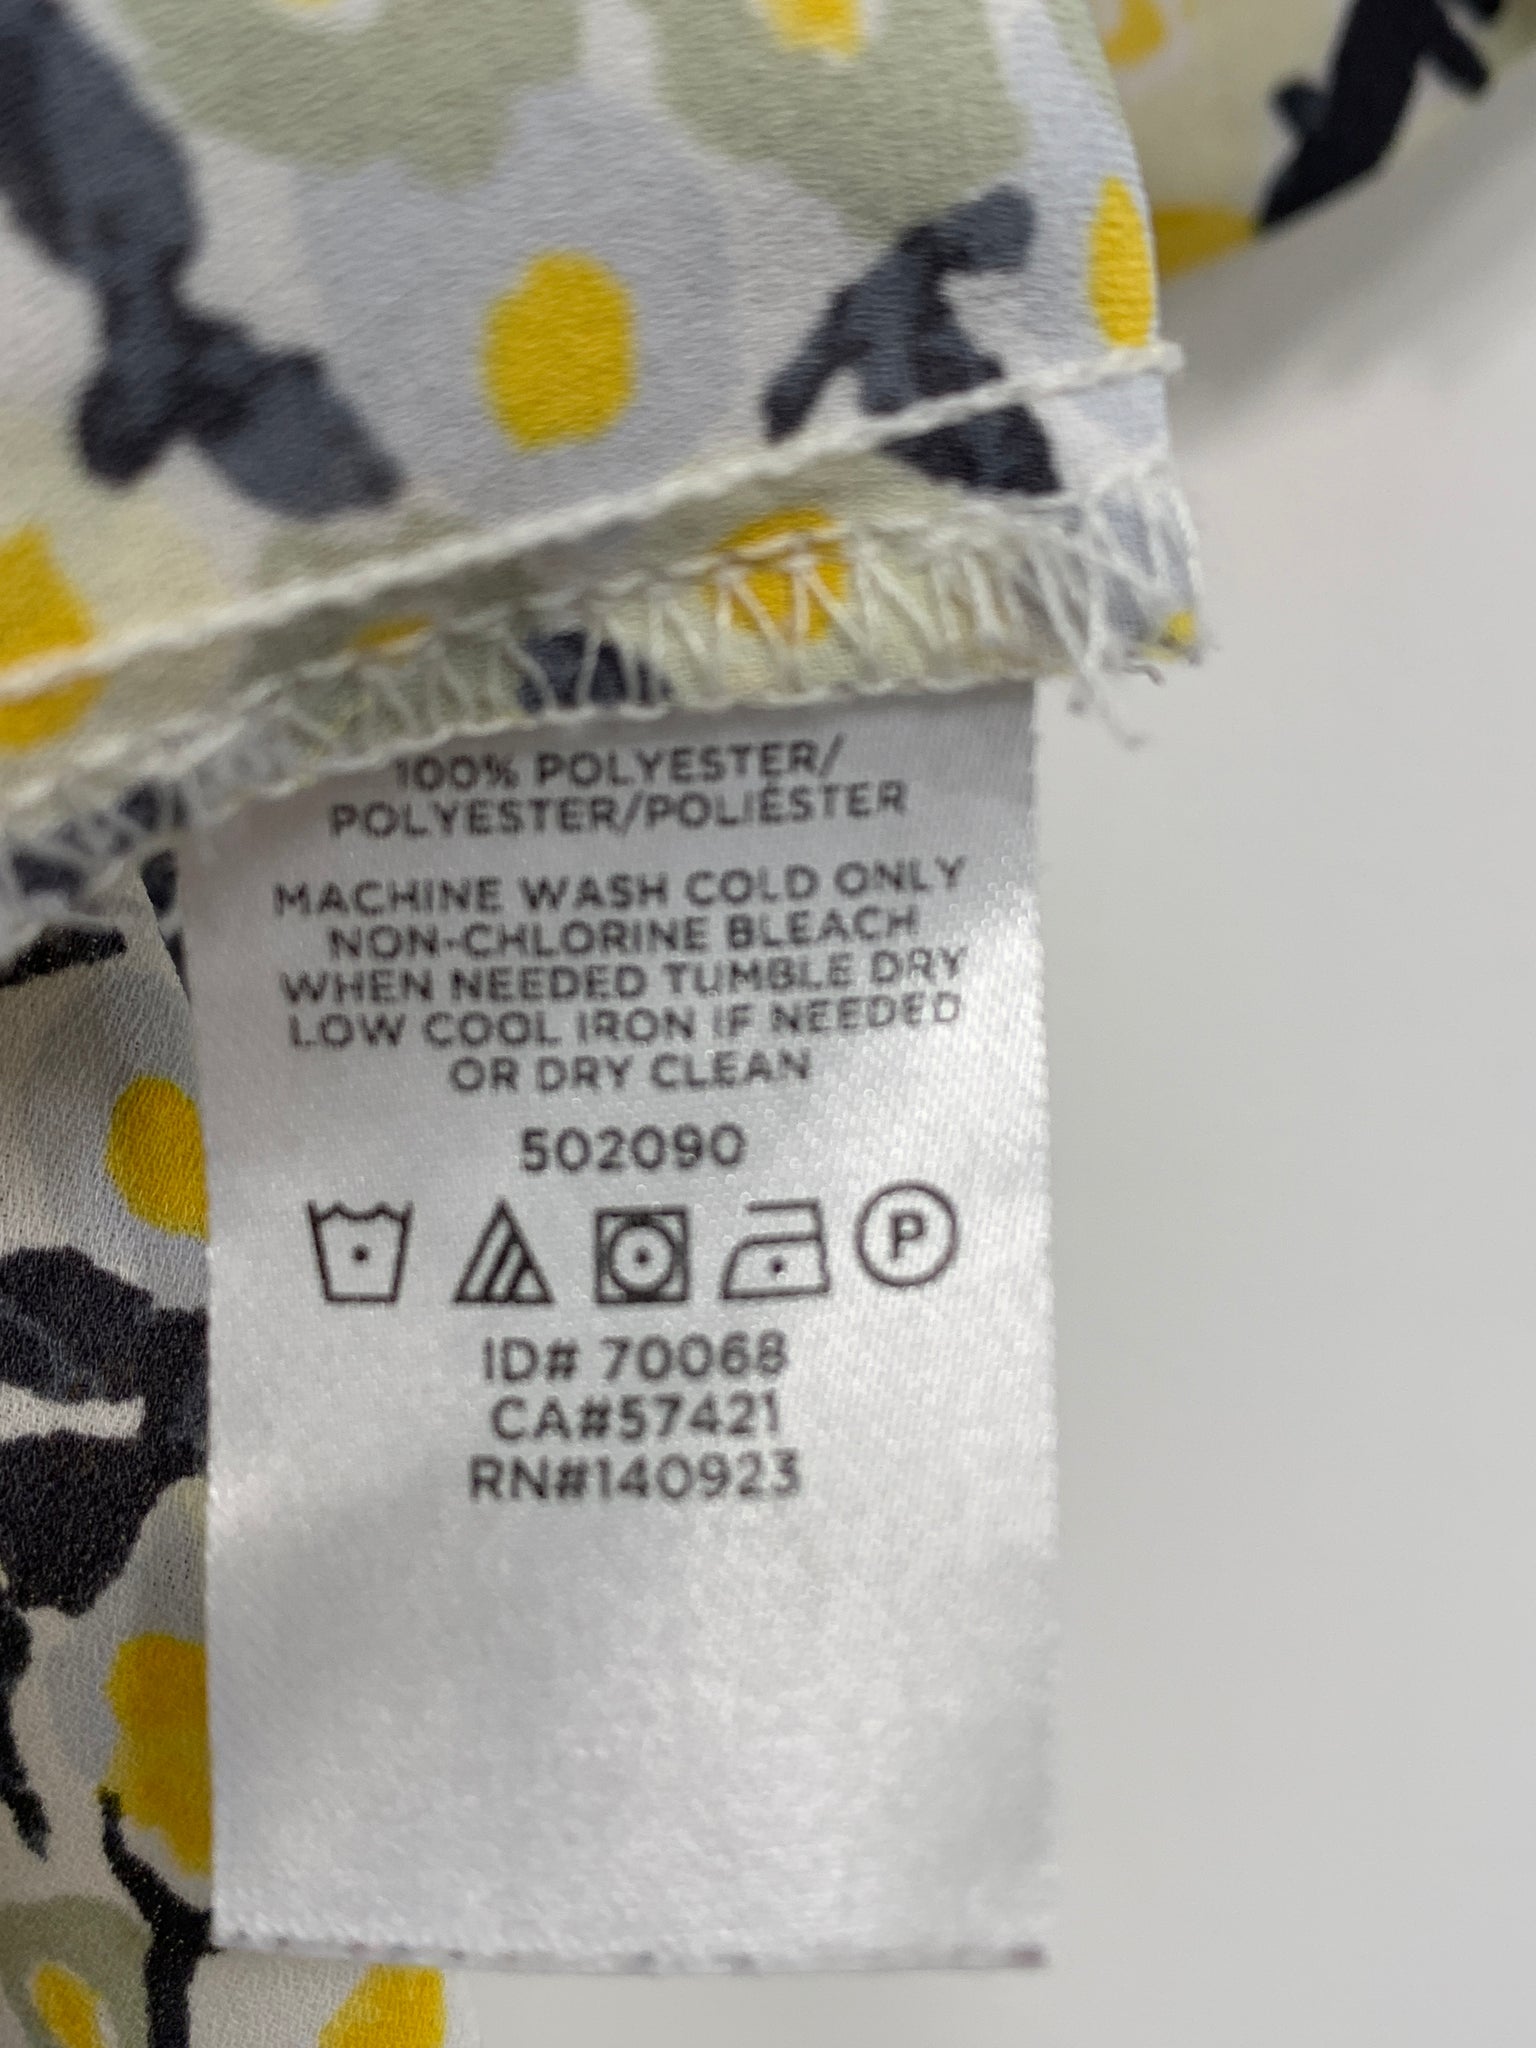 100% POLYESTER/
POLYESTER/POLIÉSTER
MACHINE WASH COLD ONLY
NON-CHLORINE BLEACH
WHEN NEEDED TUMBLE DRY
LOW COOL IRON IF NEEDED
OR DRY CLEAN
502090
P
ID# 70068
CA#57421
RN#140923